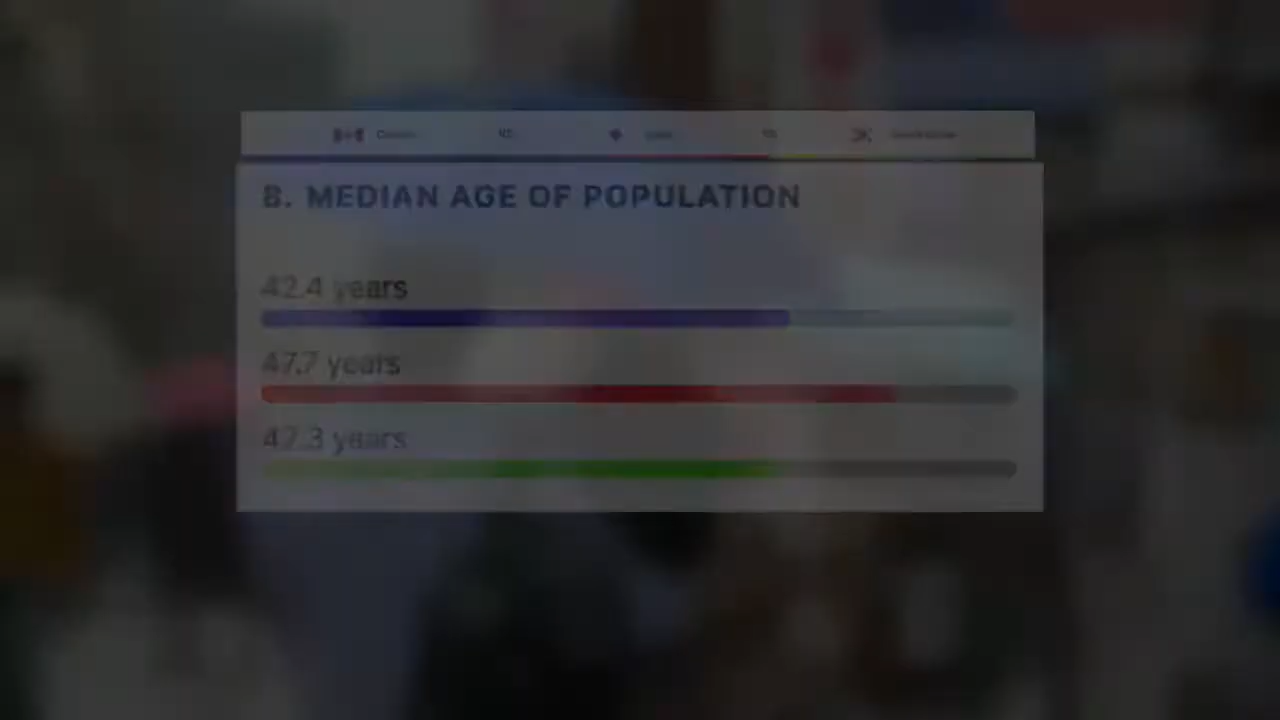 8. MEDIAN AGE OF POPULATION
42.4 years
47.7 years
42.3 years